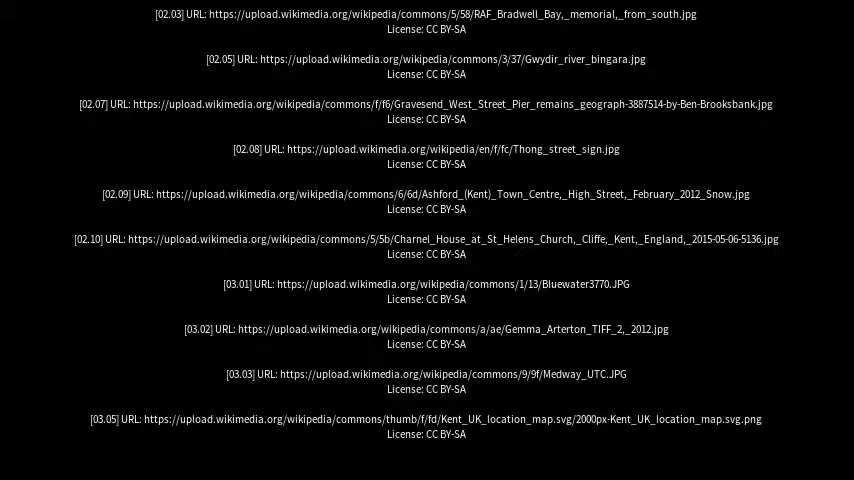 [02.03] URL: https://upload.wikimedia.org/wikipedia/commons/5/58/RAF_Bradwell_Bay,_memorial,_from_south.jpg
License: CC BY-SA
[02.05] URL: https://upload.wikimedia.org/wikipedia/commons/3/37/Gwydir_river_bingara.jpg
License: CC BY-SA
[02.07] URL: https://upload.wikimedia.org/wikipedia/commons/f/f6/Gravesend_West_Street_Pier_remains_geograph-3887514-by-Ben-Brooksbank.jpg
License: CC BY-SA
[02.08] URL: https://upload.wikimedia.org/wikipedia/en/f/fc/Thong_street_sign.jpg
License: CC BY-SA
[02.09] URL: https://upload.wikimedia.org/wikipedia/commons/6/6d/Ashford_(Kent)_Town_Centre,_High_Street,_February_2012_Snow.jpg
License: CC BY-SA
[02.10] URL: https://upload.wikimedia.org/wikipedia/commons/5/5b/Charnel_House_at_St_Helens_Church,_Cliffe,_Kent,_England,_2015-05-06-5136.jpg
License: CC BY-SA
[03.01] URL: https://upload.wikimedia.org/wikipedia/commons/1/13/Bluewater3770.JPG
License: CC BY-SA
[03.02] URL: https://upload.wikimedia.org/wikipedia/commons/a/ae/Gemma_Arterton_TIFF_2,_2012.jpg
License: CC BY-SA
[03.03] URL: https://upload.wikimedia.org/wikipedia/commons/9/9f/Medway_UTC.JPG
License: CC BY-SA
[03.05] URL: https://upload.wikimedia.org/wikipedia/commons/thumb/f/fd/Kent_UK_location_map.svg/2000px-Kent_UK_location_map.svg.png
License: CC BY-SA